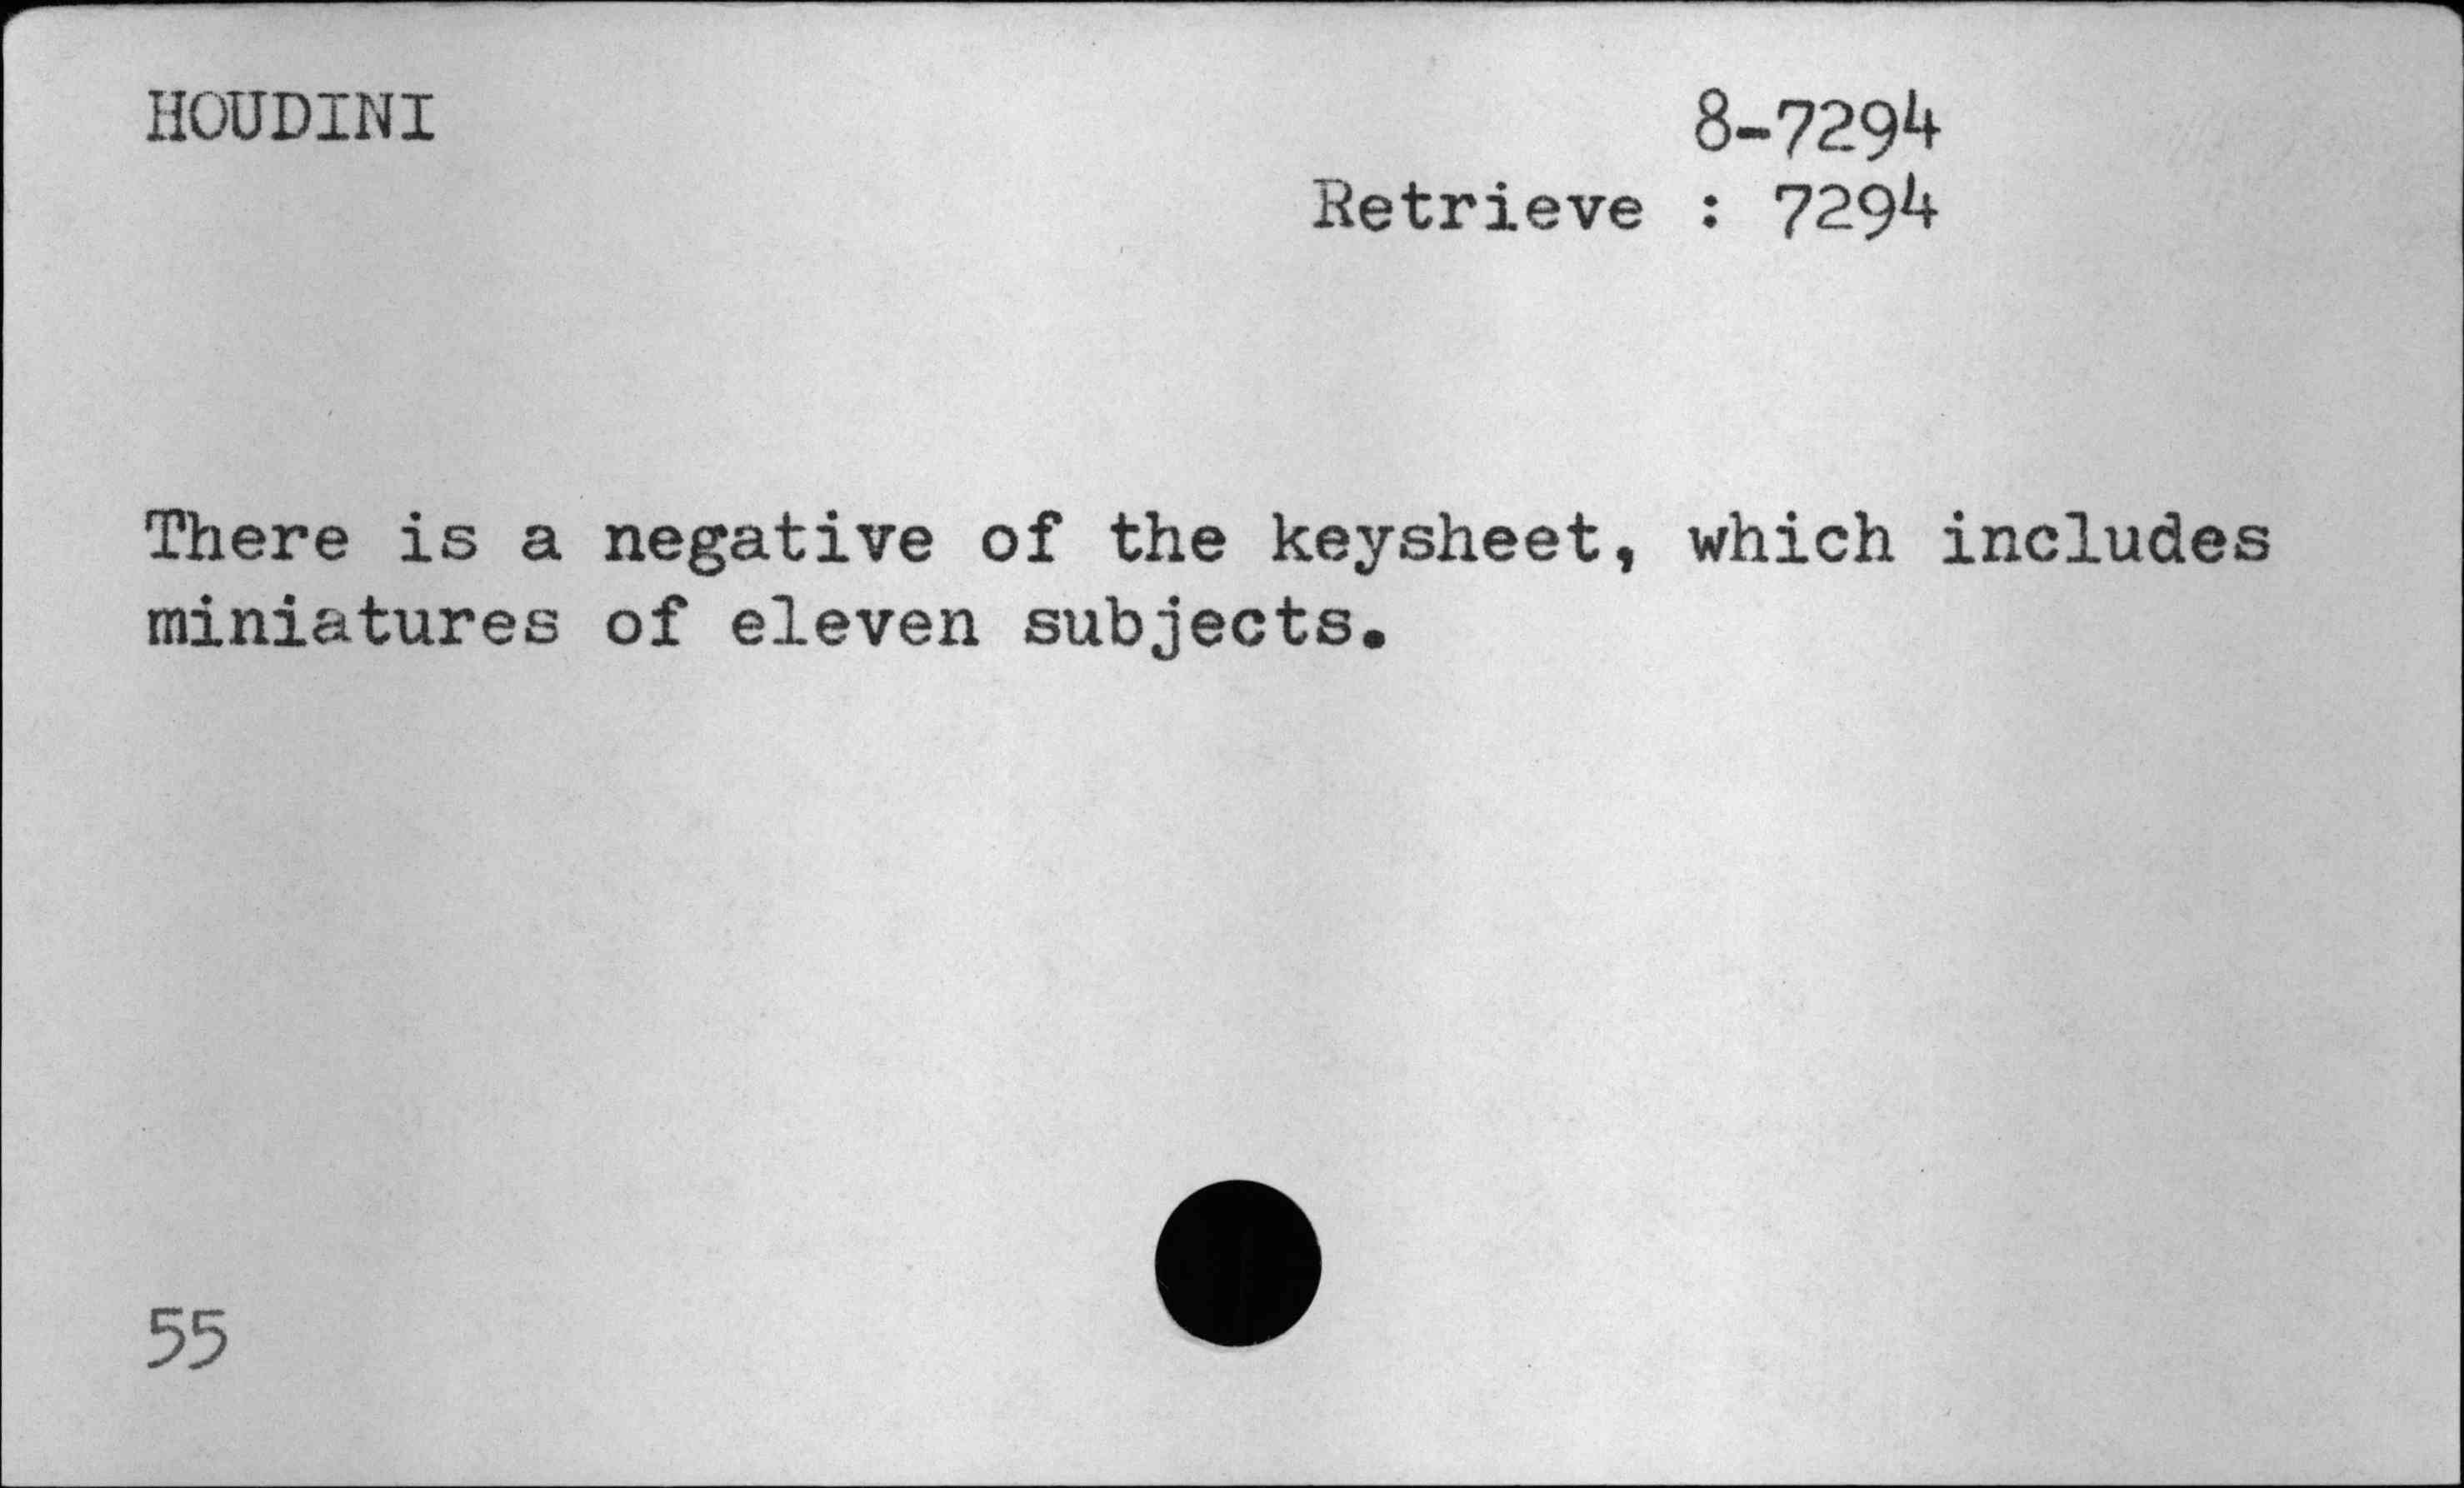 HOUDINI
8-7294
Retrieve : 7294
There is a negative of the keysheet, which includes
miniatures of eleven subjects.
55